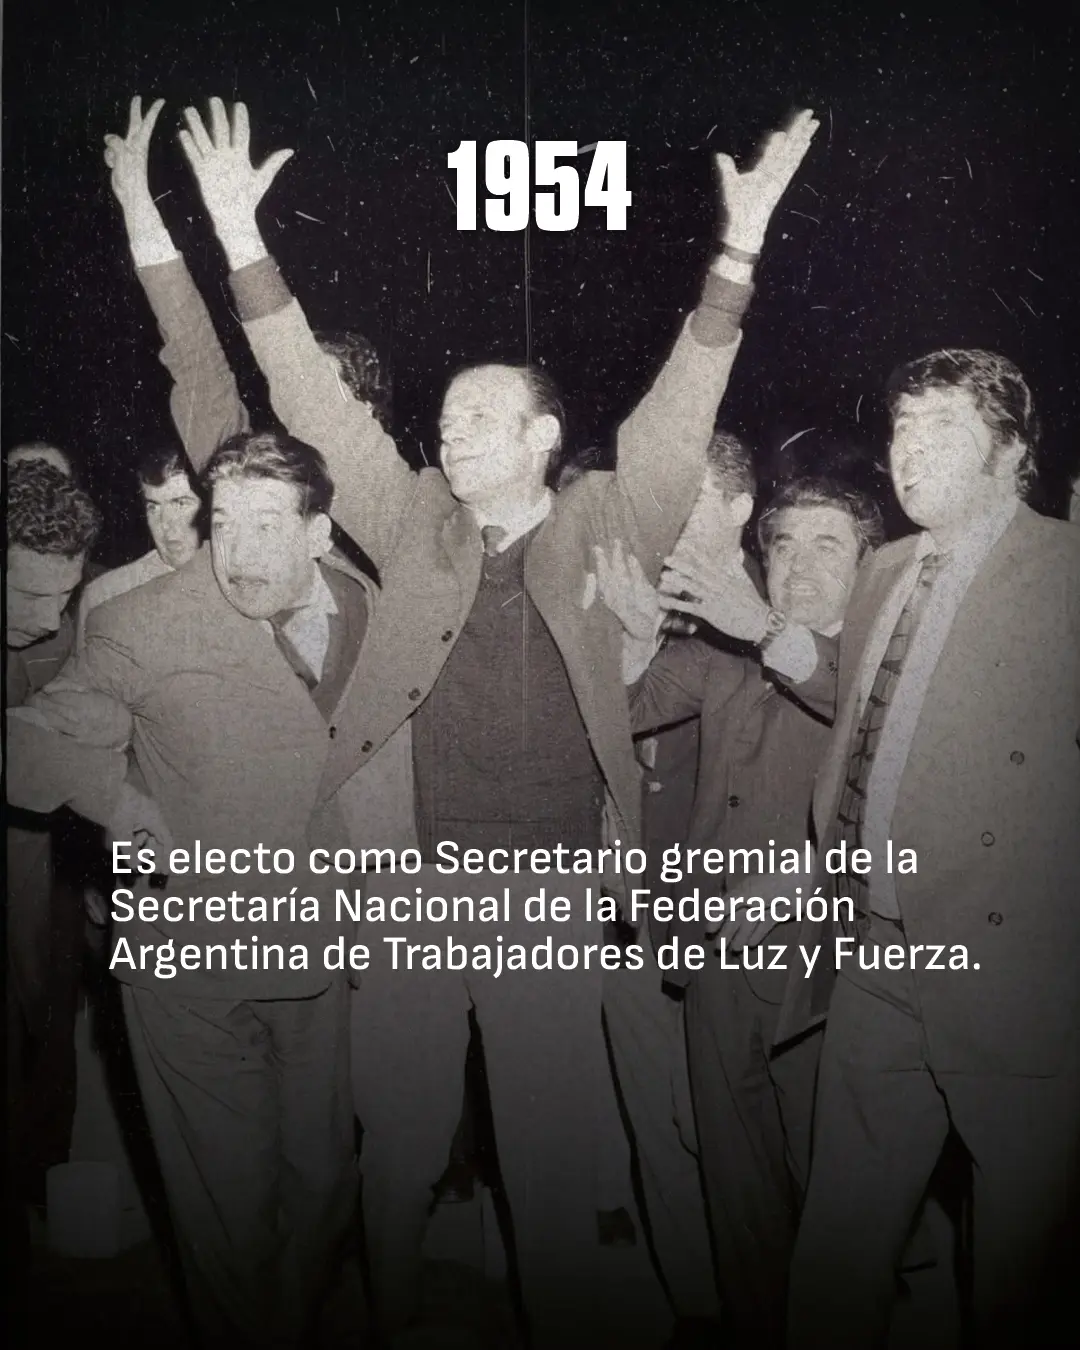 1954
Es electo como Secretario gremial de la
Secretaría Nacional de la Federación
Argentina de Trabajadores de Luz y Fuerza.